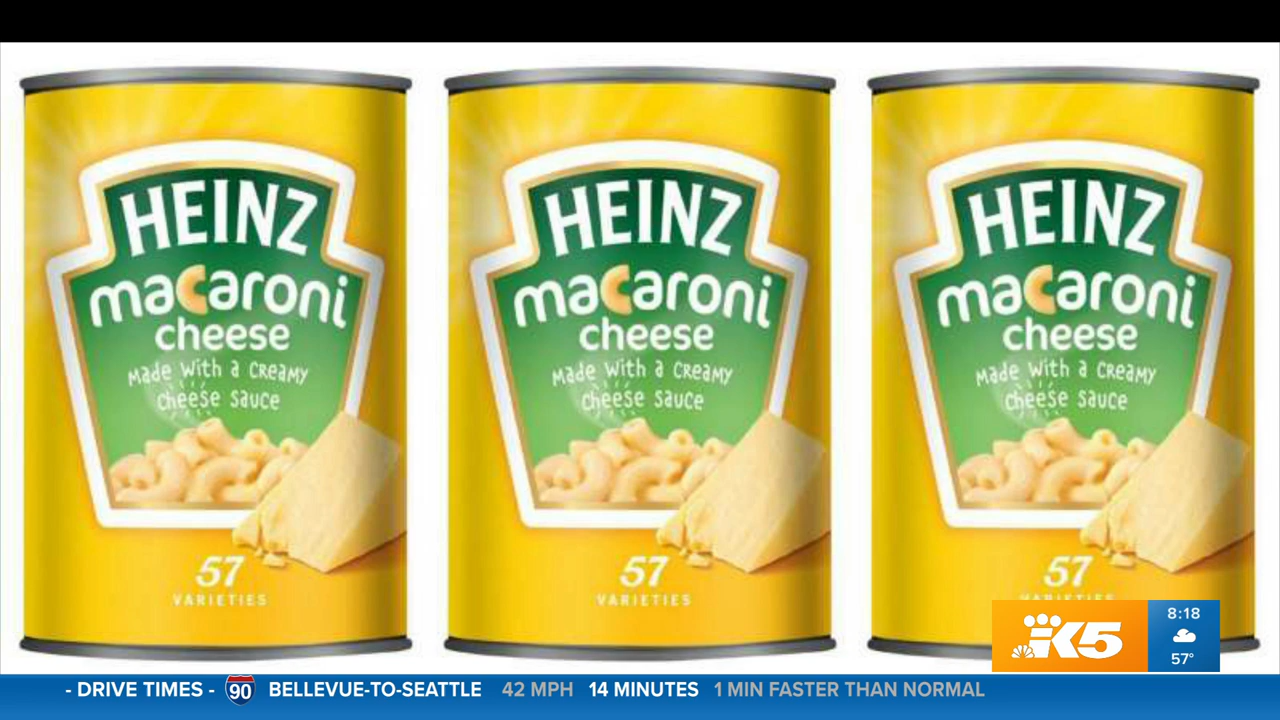 HEINZ
macaroni
cheese
Made with a creamy
cheese sauce
57
VARIETIES
HEINZ
macaroni
cheese
Made with a creamy
cheese sauce
57
VARIETIES
HEINZ
macaroni
cheese
Made with a creamy
cheese sauce
57
VARIETIES
K5
8:18
57°
- DRIVE TIMES - 90 BELLEVUE-TO-SEATTLE 42 MPH 14 MINUTES 1 MIN FASTER THAN NORMAL